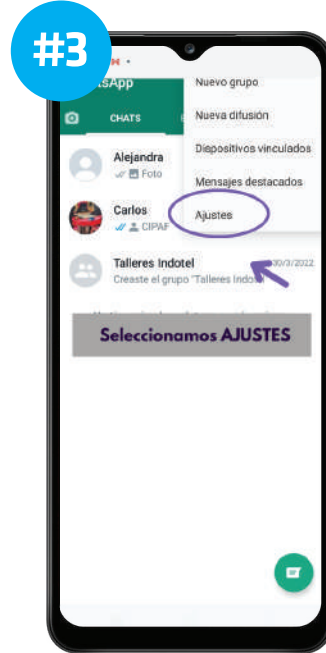 #3
sApp
Nuevo grupo
CHATS
Nueva difusión
Dispositivos vinculados
Alejandra
Foto
Mensajes destacados
Carlos
CIPAF
Ajustes
Talleres Indotel
30/3/2022
Creaste el grupo "Talleres Indotel
Seleccionamos AJUSTES